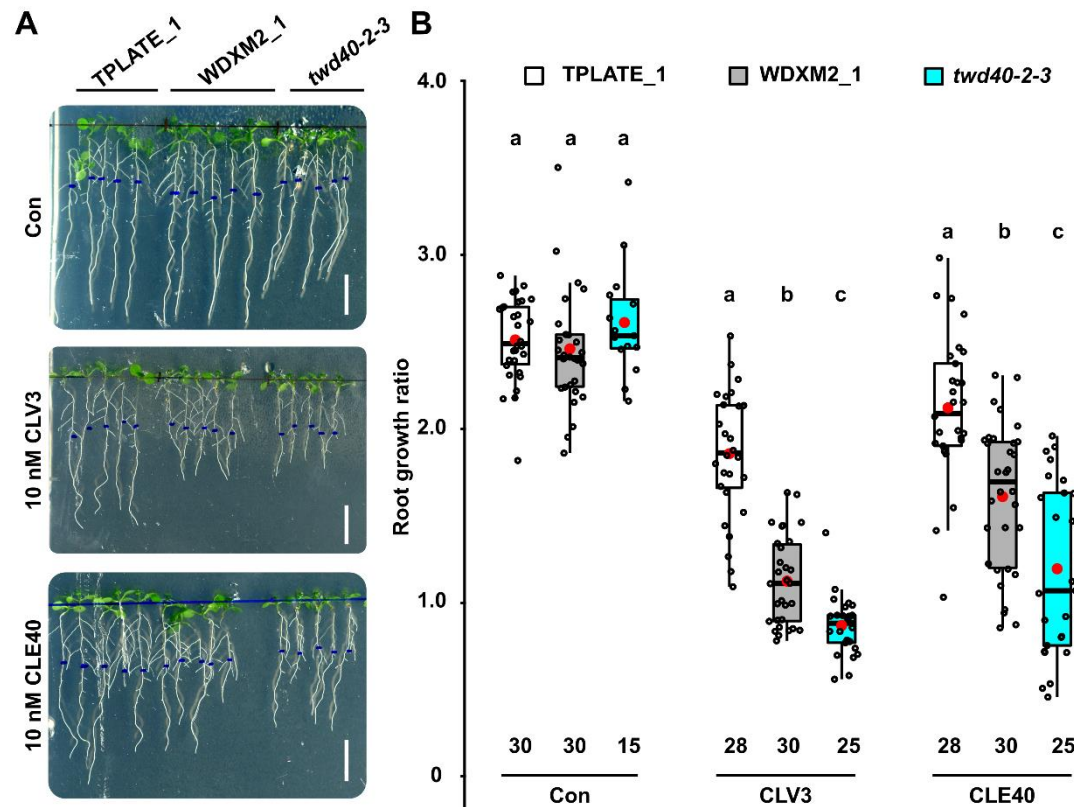 A
TPLATE_1
WDXM2_1
twd40-2-3
Con
10 nM CLV3
10 nM CLE40
B
TPLATE_1 WDXM2_1 twd40-2-3
Root growth ratio
4.0
3.0
2.0
1.0
0
a a a
a b c
a b c
30 30 15 28 30 25 28 30 25
Con CLV3 CLE40